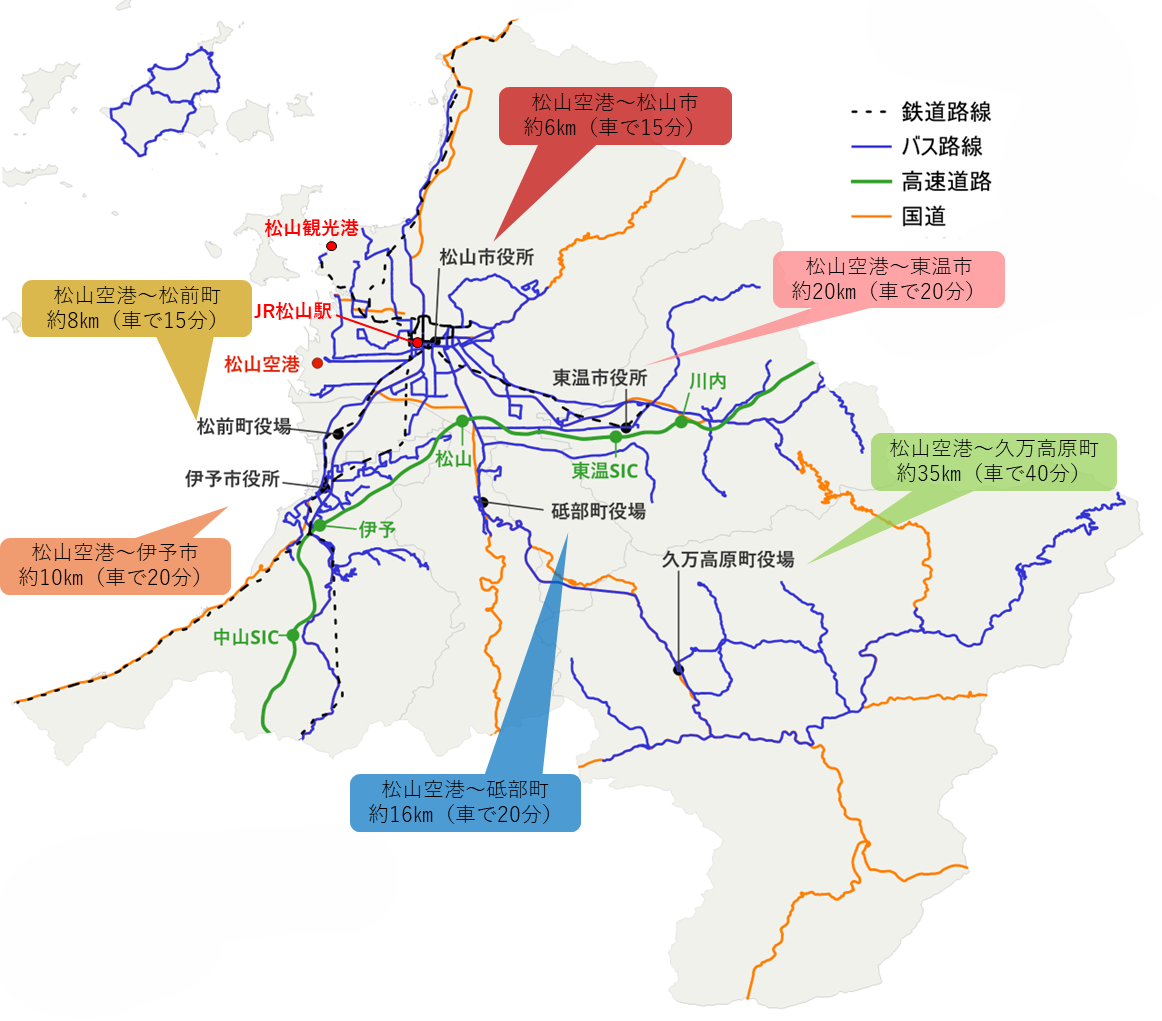 松山空港～松山市
約6㎞（車で15分）
鉄道路線
バス路線
高速道路
国道
松山観光港
松山市役所
松山空港～東温市
約20㎞（車で20分）
松山空港～松前町
約8㎞（車で15分）
JR松山駅
松山空港
東温市役所
川内
松前町役場
松山
東温SIC
松山空港～久万高原町
約35㎞（車で40分）
伊予市役所
砥部町役場
伊予
松山空港～伊予市
約10㎞（車で20分）
久万高原町役場
中山SIC
松山空港～砥部町
約16㎞（車で20分）